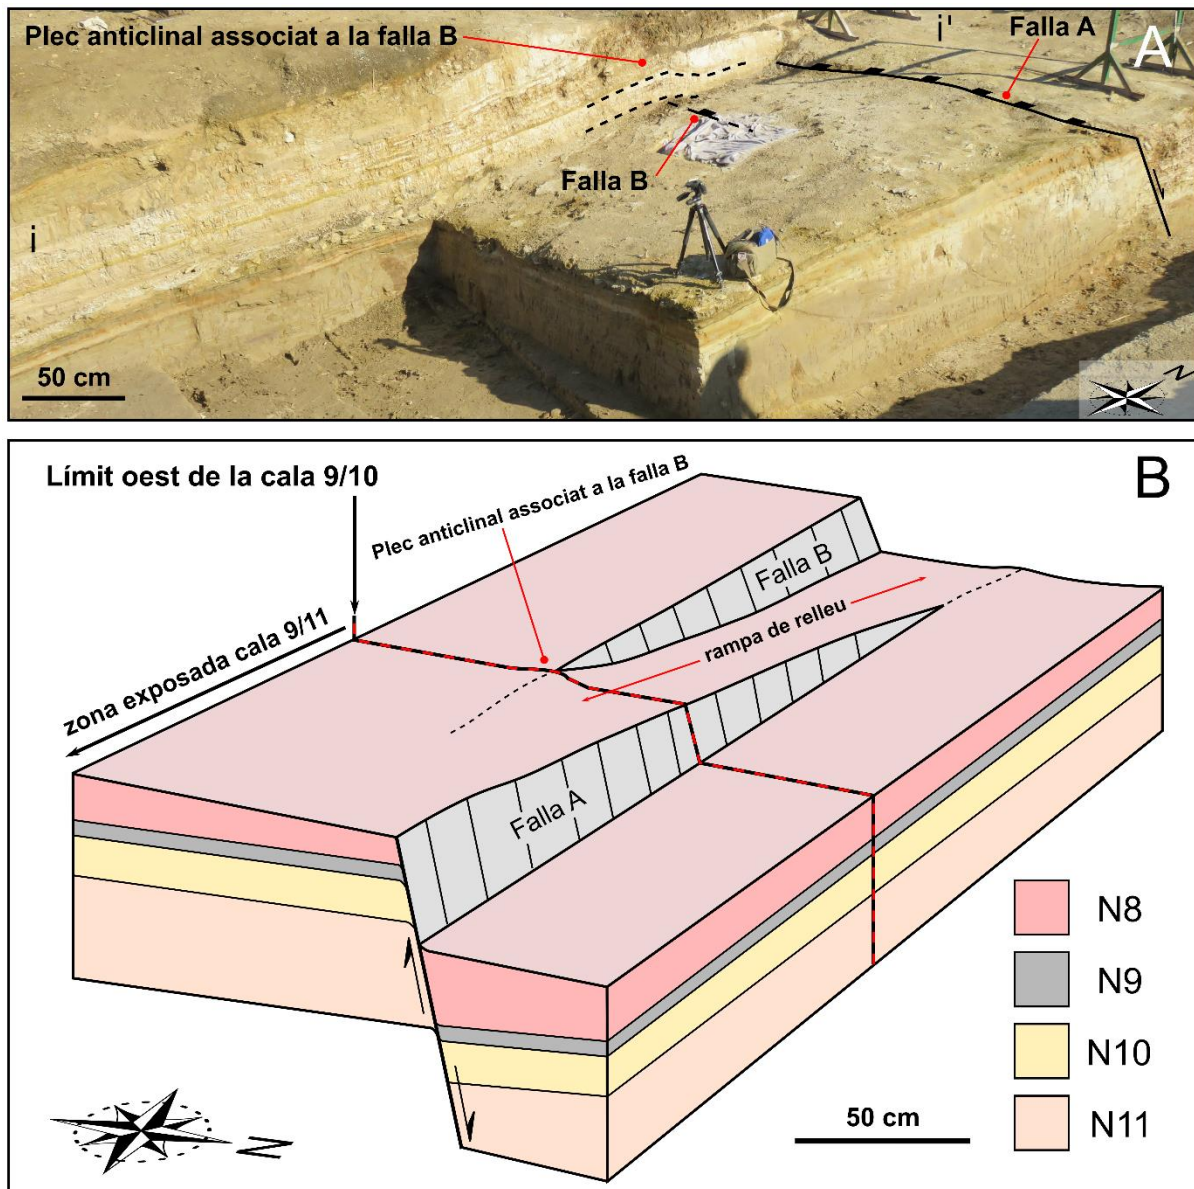 Plec anticlinal associat a la falla B
i'
Falla A
A
Falla B
i
50 cm
N
Límit oest de la cala 9/10
B
Plec anticlinal associat a la falla B
Falla B
zona exposada cala 9/11
rampa de relleu
Falla A
N8
N9
N10
N11
50 cm
N